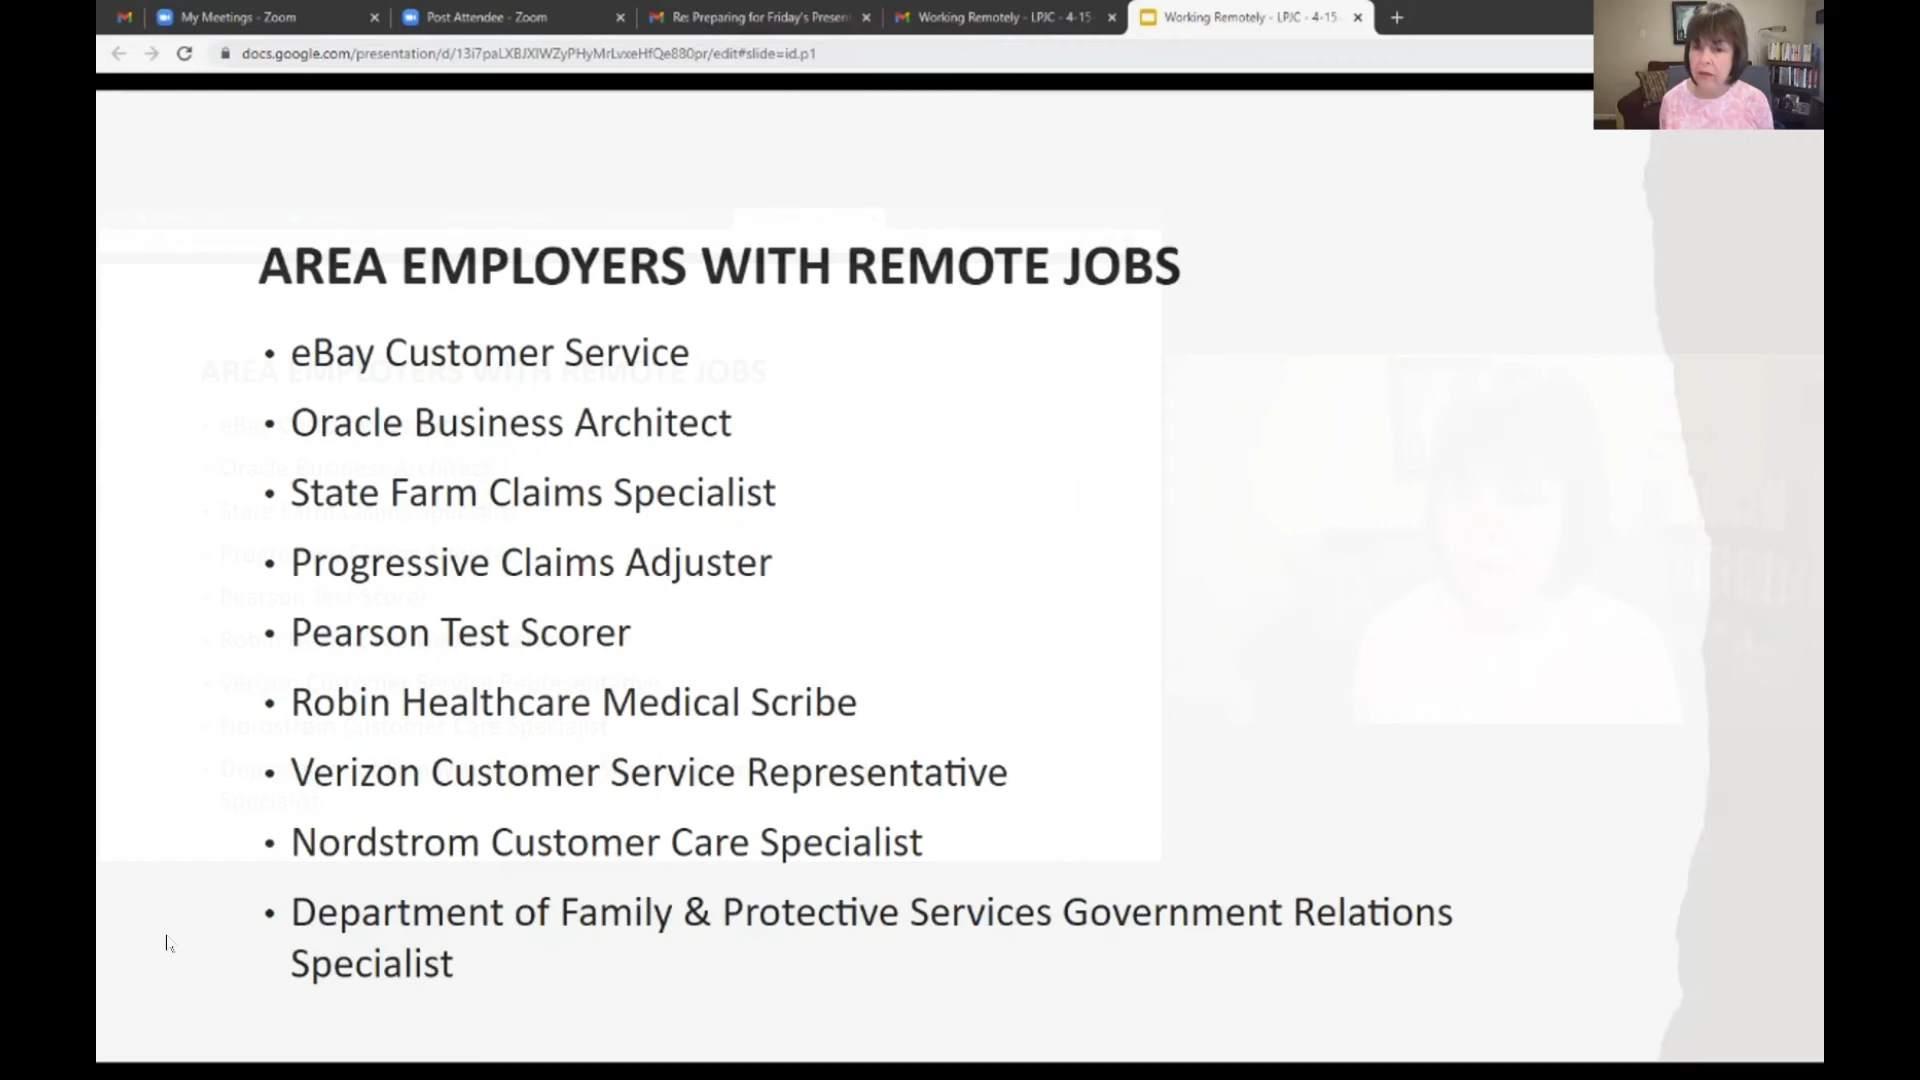 My Meetings - Zoom
Post Attendee - Zoom
Re: Preparing for Friday's Presen
Working Remotely - LPJC - 4-15
Working Remotely - LPJC - 4-15
docs.google.com/presentation/d/13i7paLXBJXIWZyPHyMrLvxeHfQe880pr/edit#slide=id.p1
AREA EMPLOYERS WITH REMOTE JOBS
• eBay Customer Service
• Oracle Business Architect
• State Farm Claims Specialist
• Progressive Claims Adjuster
• Pearson Test Scorer
• Robin Healthcare Medical Scribe
• Verizon Customer Service Representative
• Nordstrom Customer Care Specialist
• Department of Family & Protective Services Government Relations
Specialist